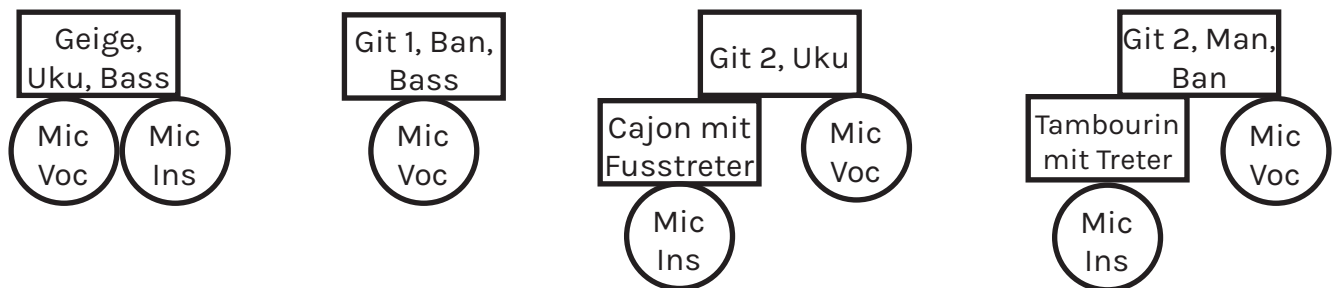 Geige,
Uku, Bass
Mic
Voc
Mic
Ins
Git 1, Ban,
Bass
Mic
Voc
Git 2, Uku
Cajon mit
Fusstreter
Mic
Voc
Mic
Ins
Git 2, Man,
Ban
Tambourin
mit Treter
Mic
Voc
Mic
Ins